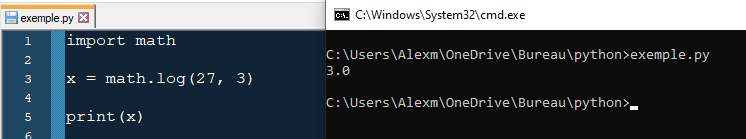 exemple.py
1 import math
2
3 x = math.log(27, 3)
4
5 print(x)
6
C:\Windows\System32\cmd.exe
C:\Users\Alexm\OneDrive\Bureau\python>exemple.py
3.0
C:\Users\Alexm\OneDrive\Bureau\python>